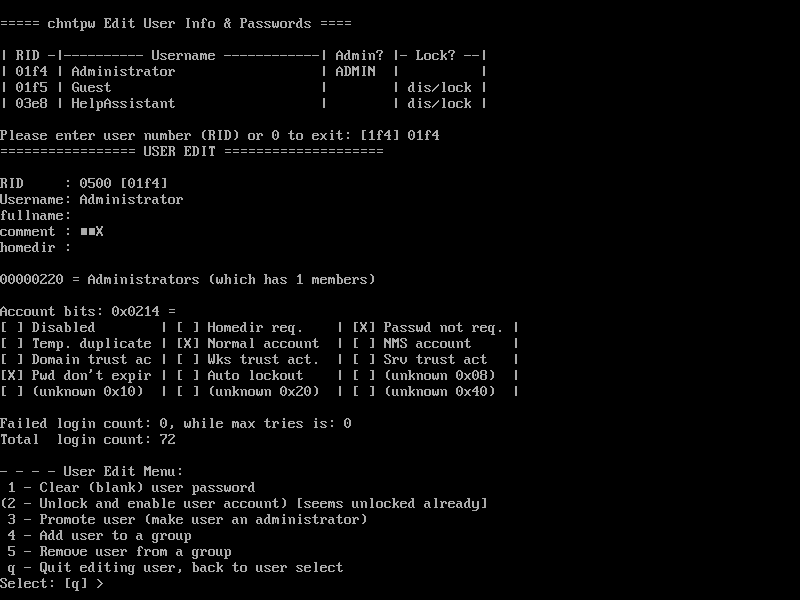 ===== chntpw Edit User Info & Passwords ====
| RID -|---------- Username ------------| Admin? |- Lock? --|
| 01f4 | Administrator                  | ADMIN  |          |
| 01f5 | Guest                          |        | dis/lock |
| 03e8 | HelpAssistant                  |        | dis/lock |
Please enter user number (RID) or 0 to exit: [1f4] 01f4
================= USER EDIT ====================
RID     : 0500 [01f4]
Username: Administrator
fullname:
comment : ■■X
homedir :
00000220 = Administrators (which has 1 members)
Account bits: 0x0214 =
[ ] Disabled        | [ ] Homedir req.    | [X] Passwd not req. |
[ ] Temp. duplicate | [X] Normal account  | [ ] NMS account     |
[ ] Domain trust ac | [ ] Wks trust act.  | [ ] Srv trust act   |
[X] Pwd don't expir | [ ] Auto lockout    | [ ] (unknown 0x08)  |
[ ] (unknown 0x10)  | [ ] (unknown 0x20)  | [ ] (unknown 0x40)  |
Failed login count: 0, while max tries is: 0
Total  login count: 72
- - - - User Edit Menu:
 1 - Clear (blank) user password
(2 - Unlock and enable user account) [seems unlocked already]
 3 - Promote user (make user an administrator)
 4 - Add user to a group
 5 - Remove user from a group
 q - Quit editing user, back to user select
Select: [q] >